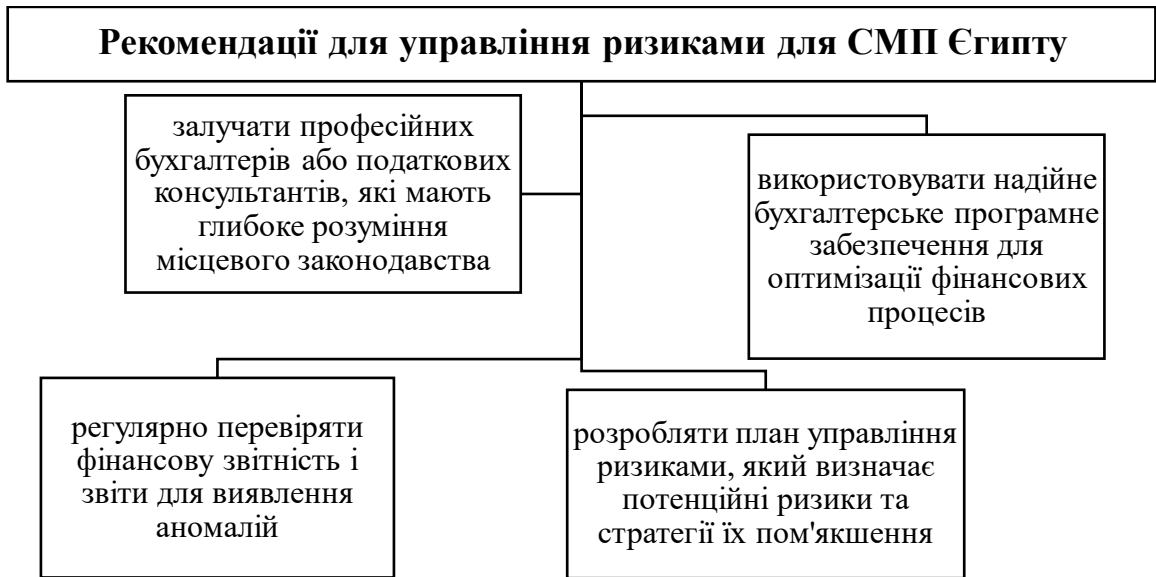 Рекомендації для управління ризиками для СМП Єгипту
залучати професійних
бухгалтерів або податкових
консультантів, які мають
глибоке розуміння
місцевого законодавства
використовувати надійне
бухгалтерське програмне
забезпечення для
оптимізації фінансових
процесів
регулярно перевіряти
фінансову звітність і
звіти для виявлення
аномалій
розробляти план управління
ризиками, який визначає
потенційні ризики та
стратегії їх пом'якшення